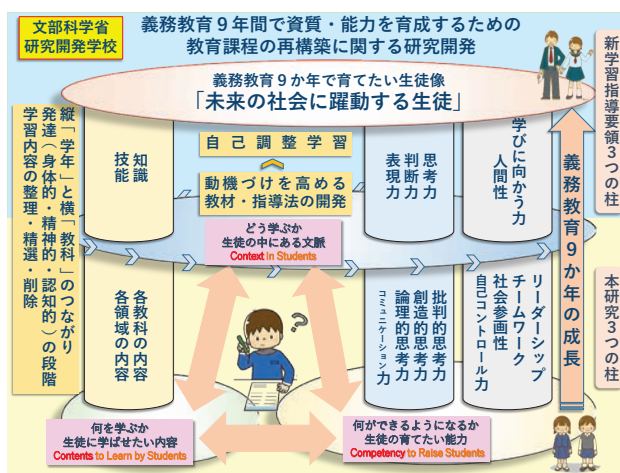 文部科学省
研究開発学校
義務教育９年間で資質・能力を育成するための
教育課程の再構築に関する研究開発
義務教育９か年で育てたい生徒像
「未来の社会に躍動する生徒」
新学習指導要領３つの柱
縦「学年」と横「教科」のつながり
発達（身体的・精神的・認知的）の段階
学習内容の整理・精選・削除
知識
技能
自己調整学習
動機づけを高める
教材・指導法の開発
思考力
判断力
表現力
学びに向かう力
人間性
義務教育９か年の成長
どう学ぶか
生徒の中にある文脈
Context in Students
各教科の内容
各領域の内容
批判的思考力
創造的思考力
論理的思考力
コミュニケーション力
リーダーシップ
チームワーク
社会参画性
自己コントロール力
本研究３つの柱
何を学ぶか
生徒に学ばせたい内容
Contents to Learn by Students
何ができるようになるか
生徒の育てたい能力
Competency to Raise Students